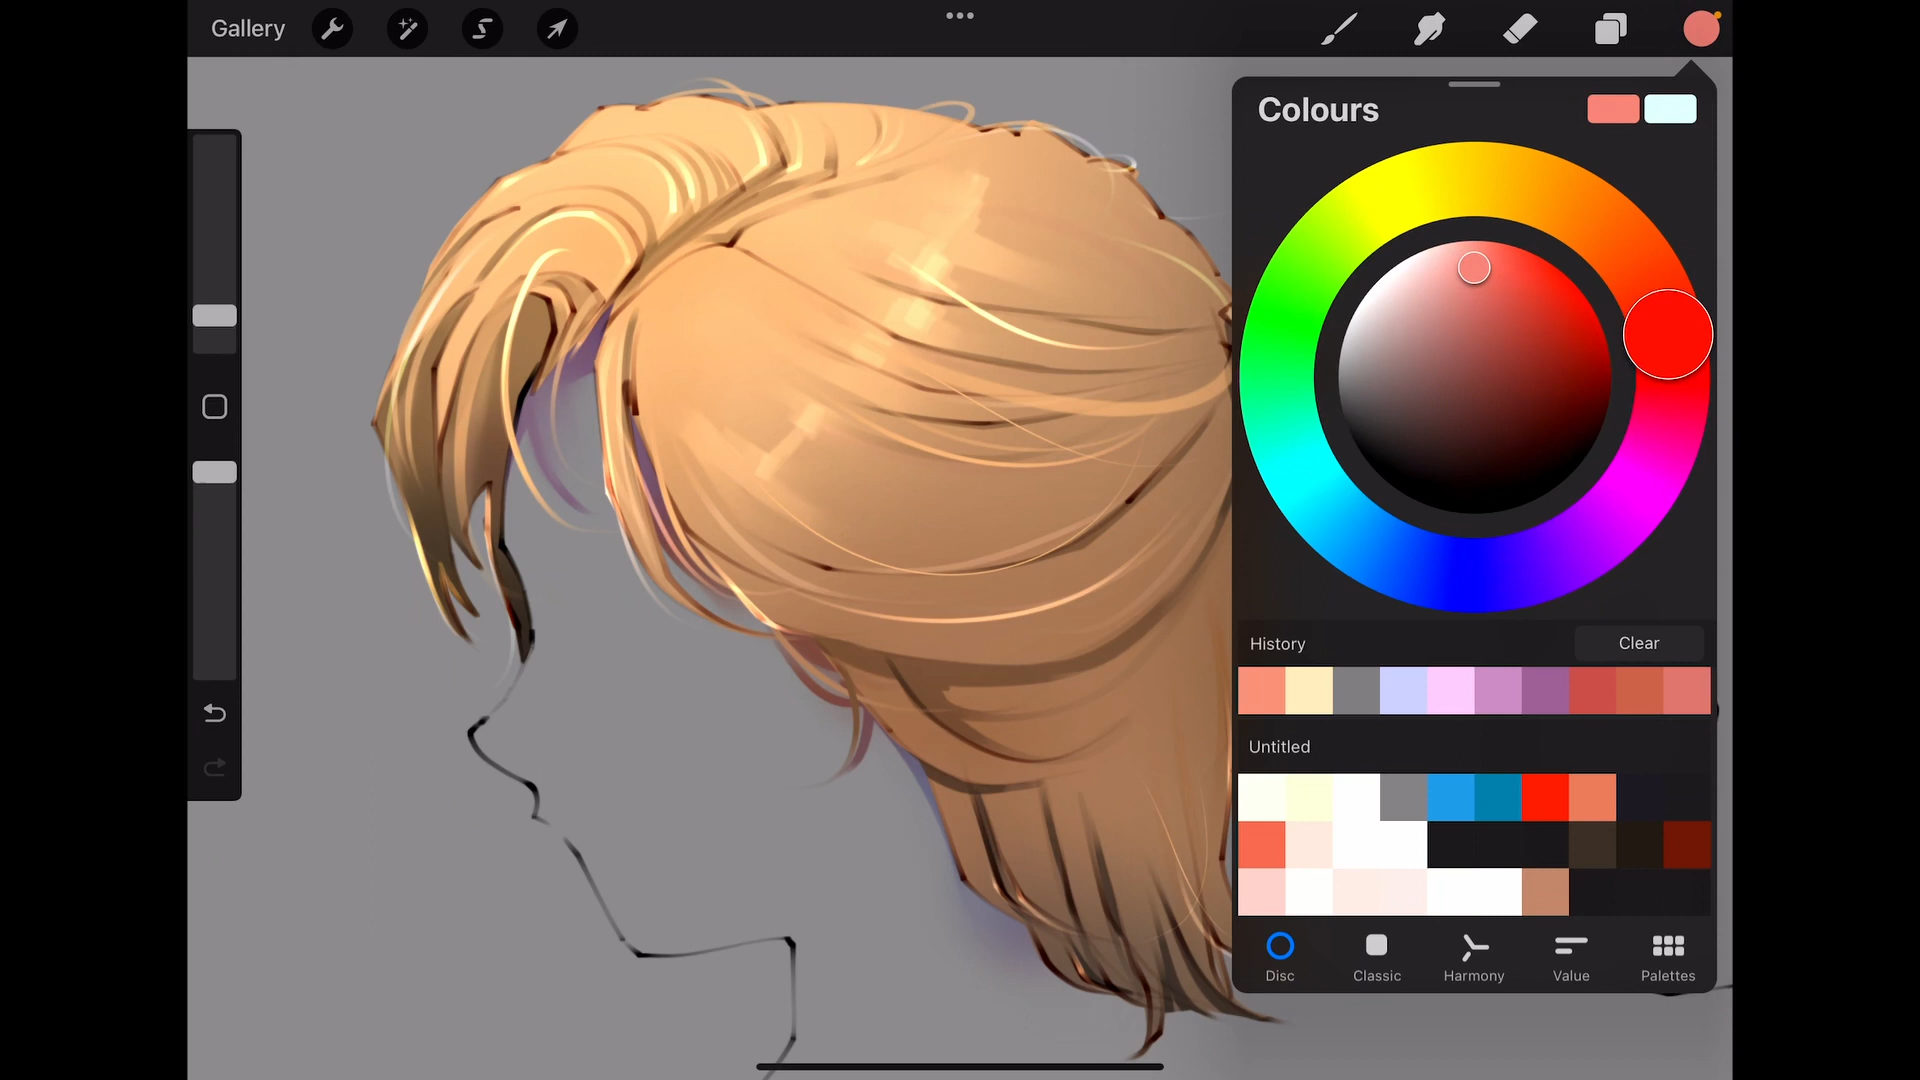 Gallery
Colours
History
Clear
Untitled
Disc
Classic
Harmony
Value
Palettes